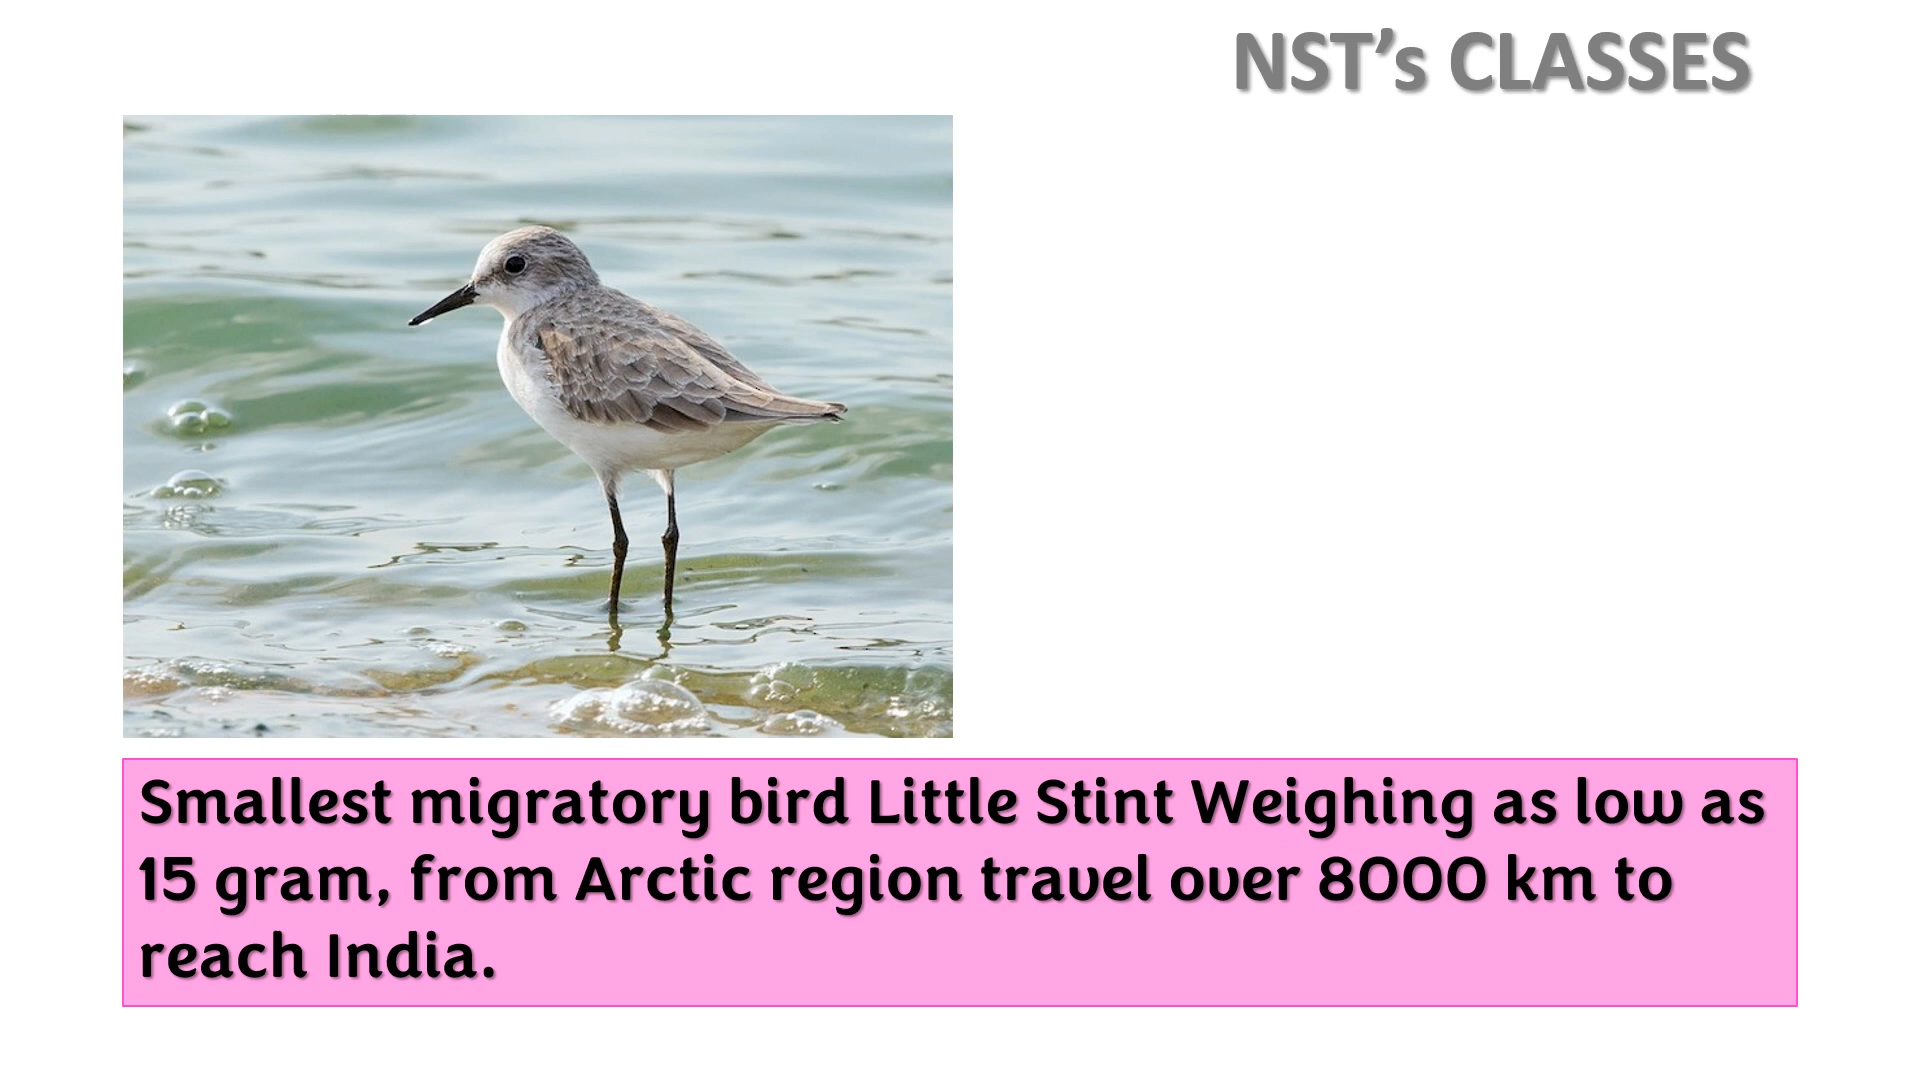 NST’s CLASSES
Smallest migratory bird Little Stint Weighing as low as
15 gram, from Arctic region travel over 8000 km to
reach India.